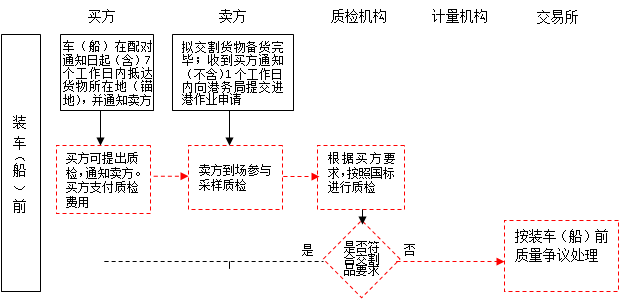 买方 卖方 质检机构 计量机构 交易所
装车（船）前
车（船）在配对
通知日起（含）7
个工作日内抵达
货物所在地（锚
地），并通知卖方
拟交割货物备货完
毕；收到买方通知
（不含）1个工作日
内向港务局提交进
港作业申请
买方可提出质
检，通知卖方。
买方支付质检
费用
卖方到场参与
采样质检
根据买方要
求，按照国标
进行质检
是
是否符
合交割
品要求
否
按装车（船）前
质量争议处理